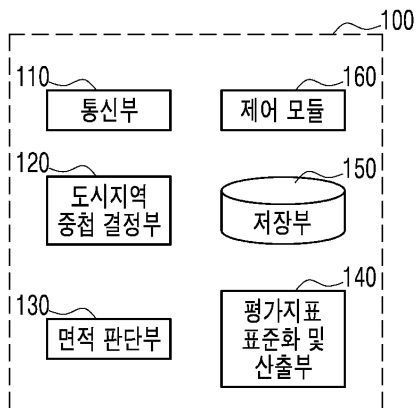 100
110
통신부
160
제어 모듈
120
도시지역
중첩 결정부
150
저장부
130
면적 판단부
140
평가지표
표준화 및
산출부